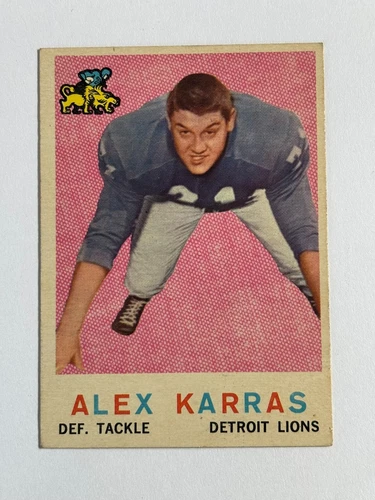 ALEX KARRAS
DEF. TACKLE DETROIT LIONS